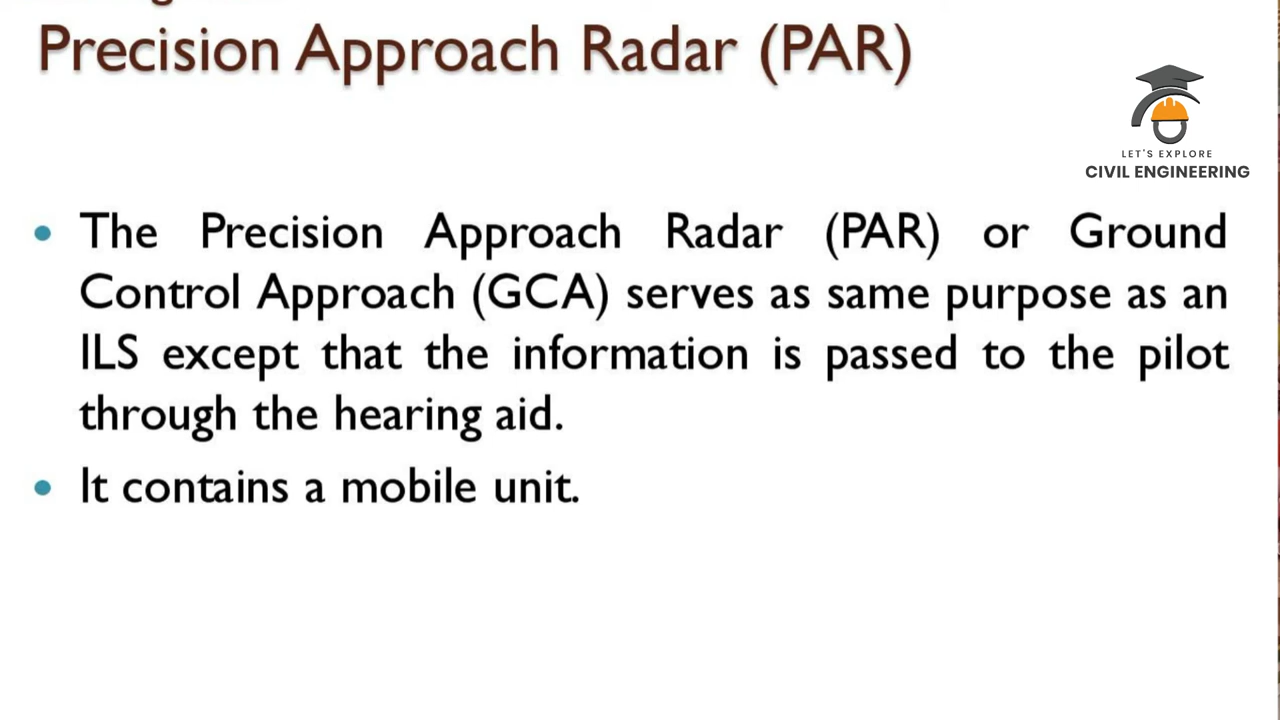 Precision Approach Radar (PAR)
LET'S EXPLORE
CIVIL ENGINEERING
• The Precision Approach Radar (PAR) or Ground
Control Approach (GCA) serves as same purpose as an
ILS except that the information is passed to the pilot
through the hearing aid.
• It contains a mobile unit.